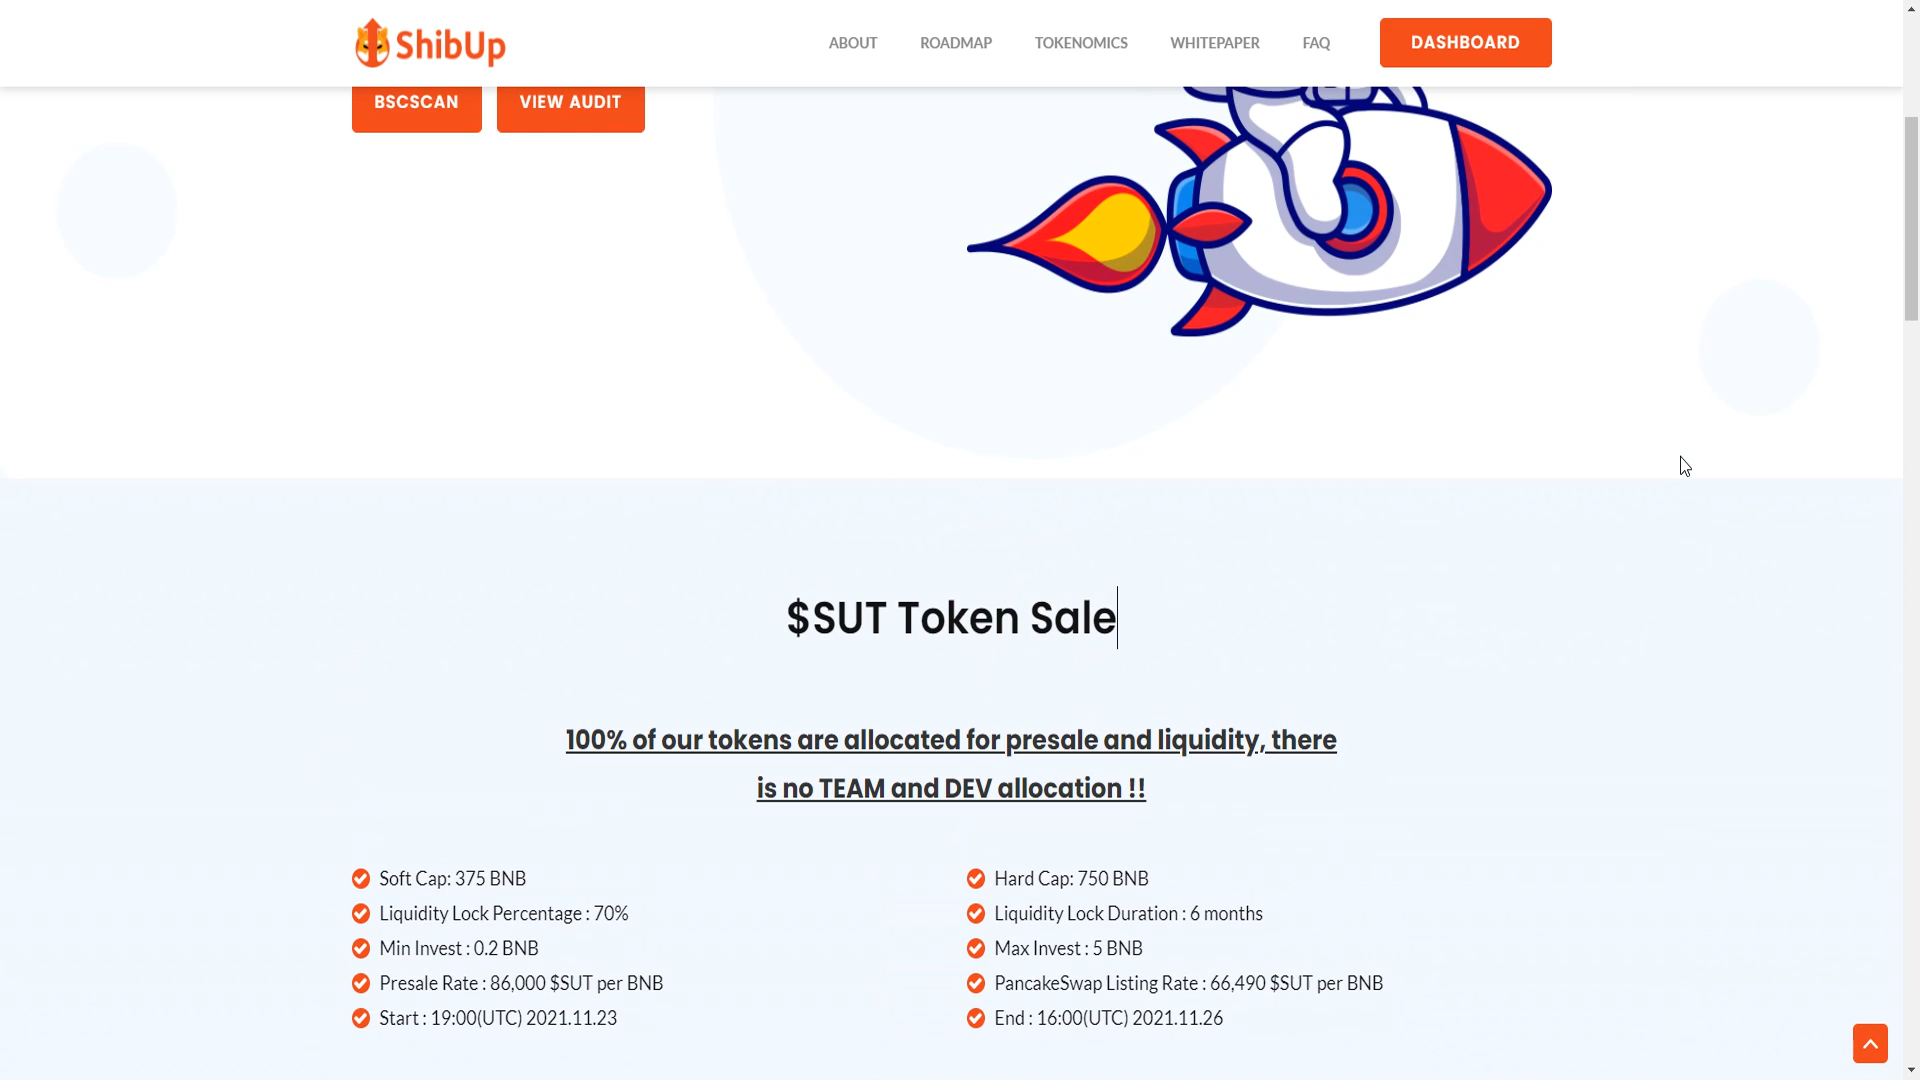 ShibUp
ABOUT ROADMAP TOKENOMICS WHITEPAPER FAQ DASHBOARD
BSCSCAN VIEW AUDIT
$SUT Token Sale
100% of our tokens are allocated for presale and liquidity, there
is no TEAM and DEV allocation !!
Soft Cap: 375 BNB
Hard Cap: 750 BNB
Liquidity Lock Percentage : 70%
Liquidity Lock Duration : 6 months
Min Invest : 0.2 BNB
Max Invest : 5 BNB
Presale Rate : 86,000 $SUT per BNB
PancakeSwap Listing Rate : 66,490 $SUT per BNB
Start : 19:00(UTC) 2021.11.23
End : 16:00(UTC) 2021.11.26